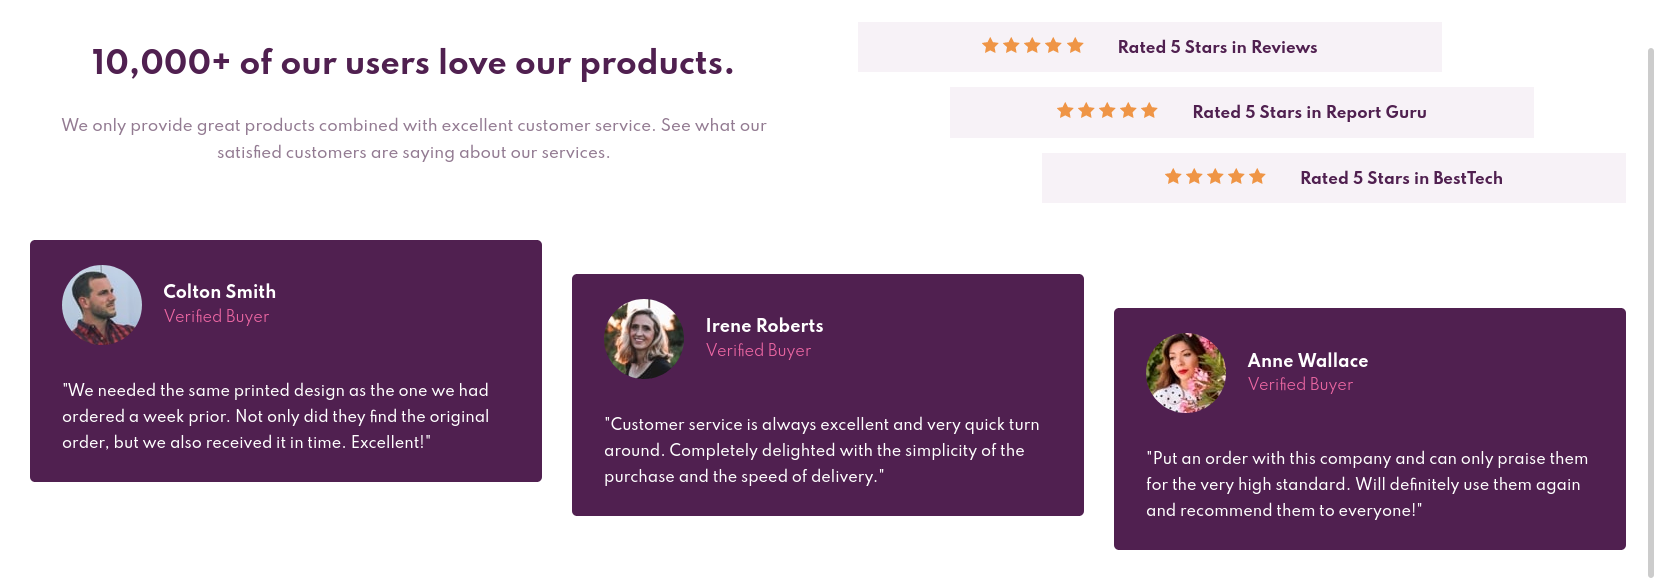 10,000+ of our users love our products.
We only provide great products combined with excellent customer service. See what our
satisfied customers are saying about our services.
Rated 5 Stars in Reviews
Rated 5 Stars in Report Guru
Rated 5 Stars in BestTech
Colton Smith
Verified Buyer
"We needed the same printed design as the one we had
ordered a week prior. Not only did they find the original
order, but we also received it in time. Excellent!"
Irene Roberts
Verified Buyer
"Customer service is always excellent and very quick turn
around. Completely delighted with the simplicity of the
purchase and the speed of delivery."
Anne Wallace
Verified Buyer
"Put an order with this company and can only praise them
for the very high standard. Will definitely use them again
and recommend them to everyone!"